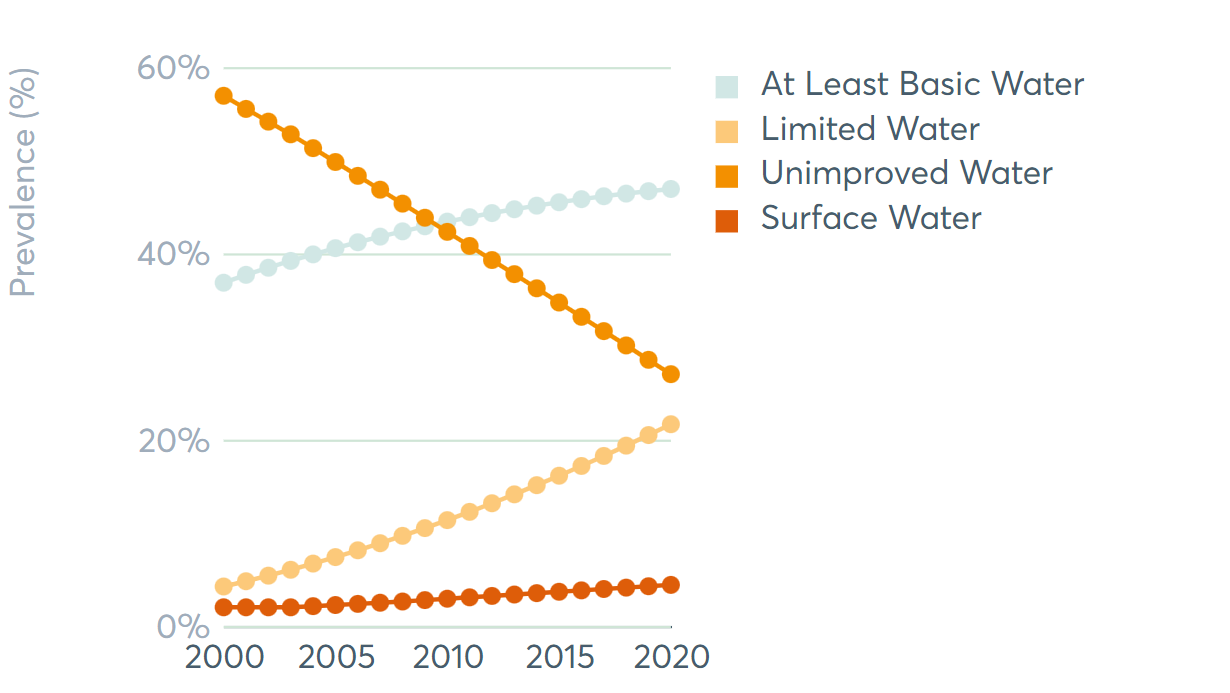 Prevalence (%)
60%
40%
20%
0%
2000 2005 2010 2015 2020
At Least Basic Water
Limited Water
Unimproved Water
Surface Water